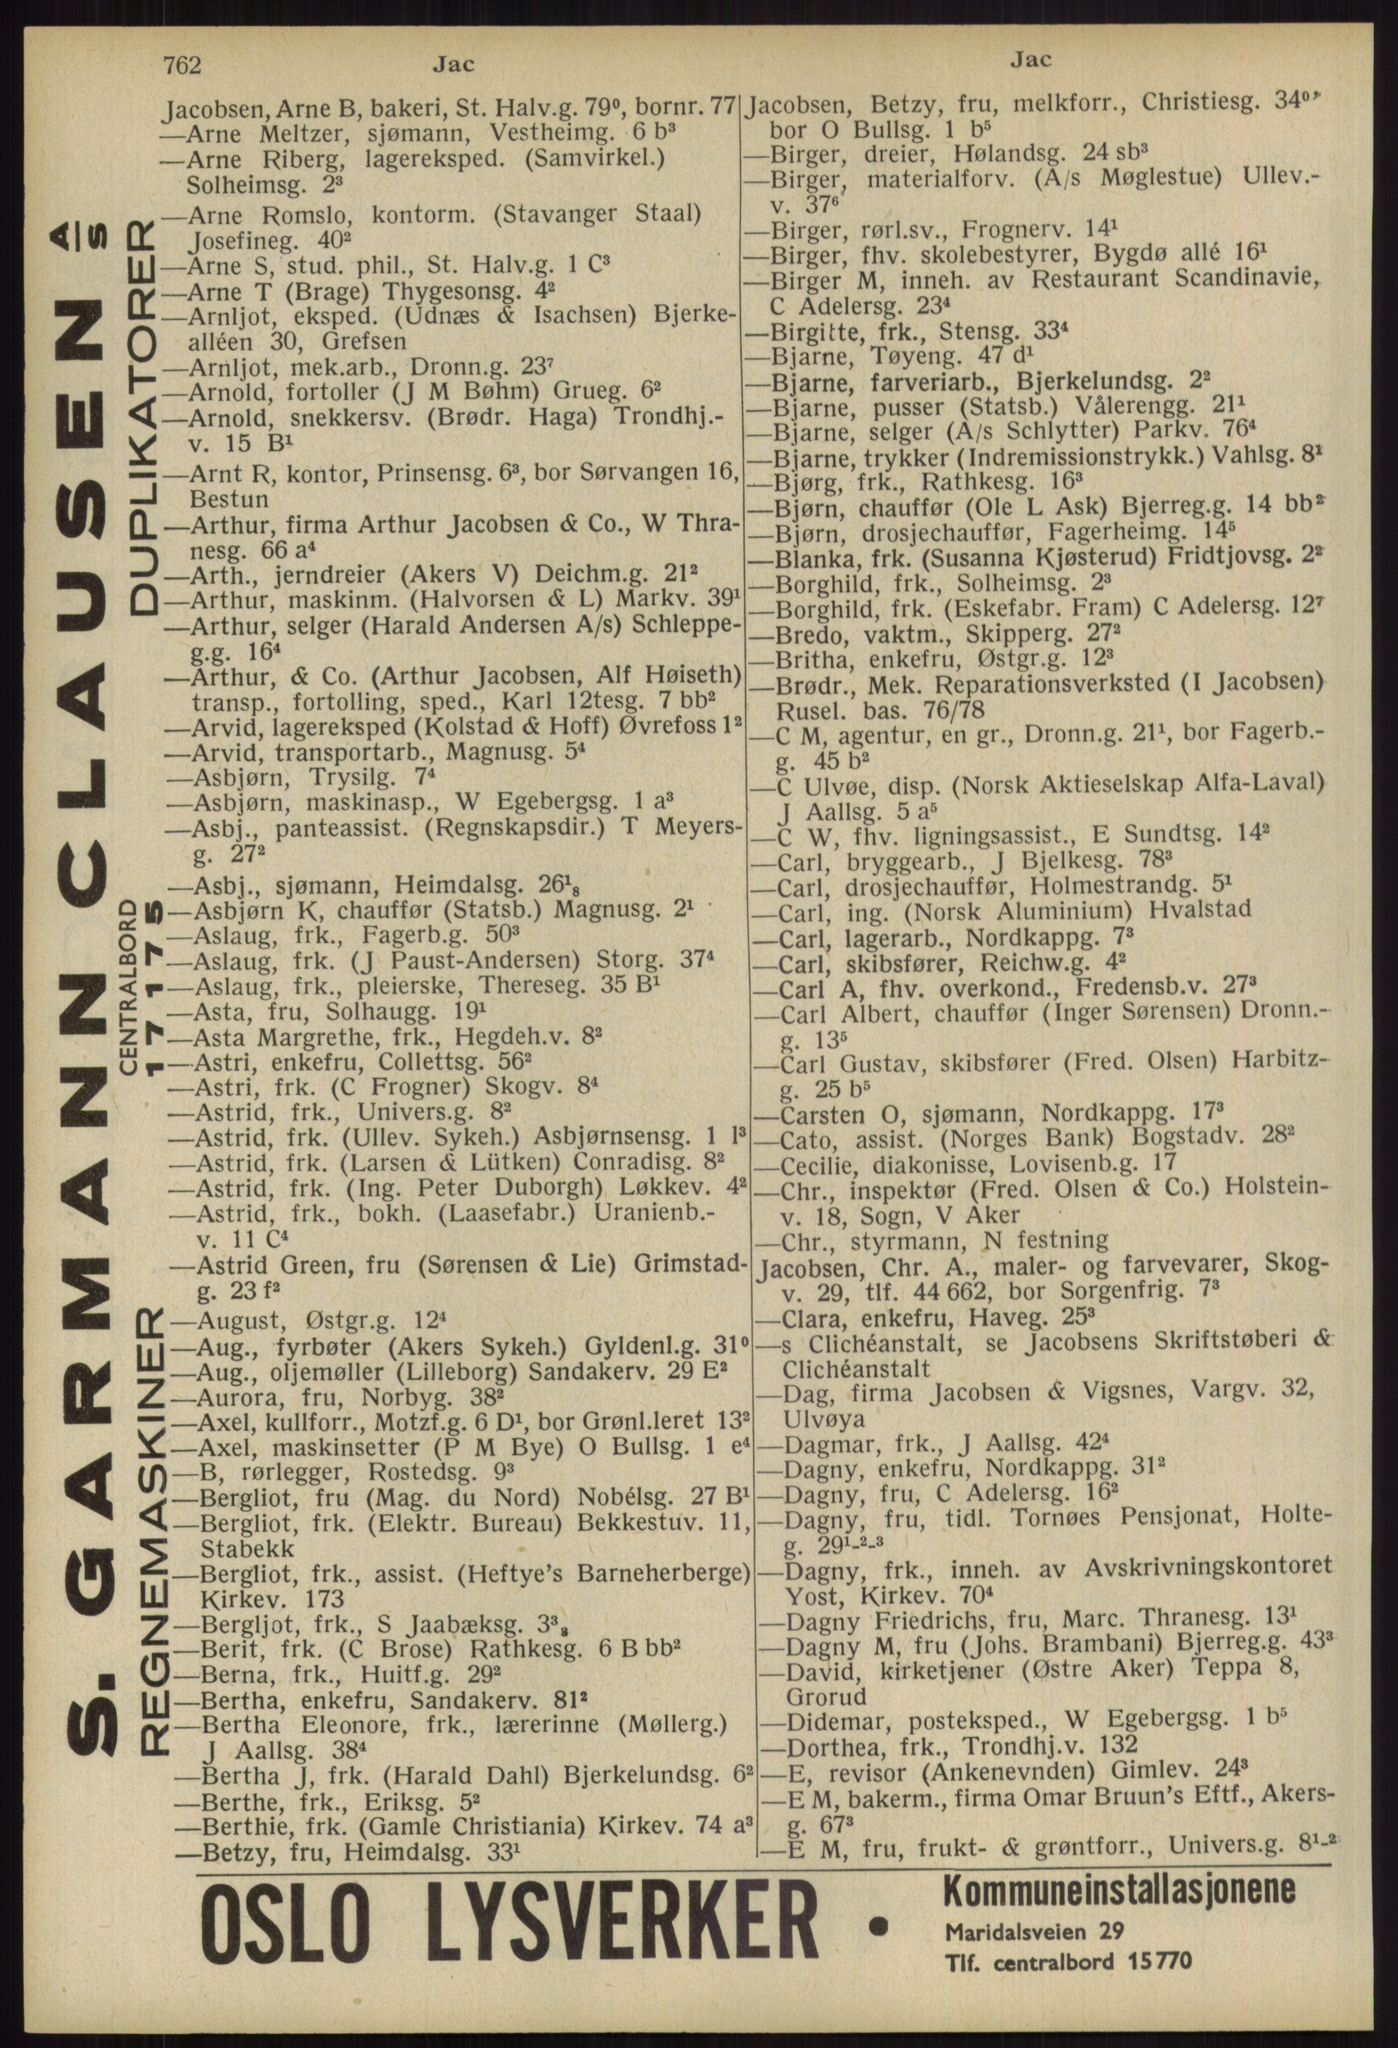 762
Jac
Jac
Jacobsen, Arne B, bakeri, St. Halv.g. 79⁰, bornr. 77
—Arne Meltzer, sjømann, Vestheimg. 6 b³
—Arne Riberg, lagereksped. (Samvirkel.)
Solheimsg. 2³
—Arne Romslo, kontorm. (Stavanger Staal)
Josefineg. 40²
—Arne S, stud. phil., St. Halv.g. 1 C³
—Arne T (Brage) Thygesonsg. 4²
—Arnljot, eksped. (Udnæs & Isachsen) Bjerke-
alléen 30, Grefsen
—Arnljot, mek.arb., Dronn.g. 23⁷
—Arnold, fortoller (J M Bøhm) Grueg. 6²
—Arnold, snekkersv. (Brødr. Haga) Trondhj.-
v. 15 B¹
—Arnt R, kontor, Prinsensg. 6³, bor Sørvangen 16,
Bestun
—Arthur, firma Arthur Jacobsen & Co., W Thra-
nesg. 66 a⁴
—Arth., jerndreier (Akers V) Deichm.g. 21²
—Arthur, maskinm. (Halvorsen & L) Markv. 39¹
—Arthur, selger (Harald Andersen A/s) Schleppe-
g.g. 16⁴
—Arthur, & Co. (Arthur Jacobsen, Alf Høiseth)
transp., fortolling, sped., Karl 12tesg. 7 bb²
—Arvid, lagereksped (Kolstad & Hoff) Øvrefoss 1²
—Arvid, transportarb., Magnusg. 5⁴
—Asbjørn, Trysilg. 7⁴
—Asbjørn, maskinasp., W Egebergsg. 1 a³
—Asbj., panteassist. (Regnskapsdir.) T Meyers-
g. 27²
—Asbj., sjømann, Heimdalsg. 26¹₈
—Asbjørn K, chauffør (Statsb.) Magnusg. 2¹
—Aslaug, frk., Fagerb.g. 50³
—Aslaug, frk. (J Paust-Andersen) Storg. 37⁴
—Aslaug, frk., pleierske, Thereseg. 35 B¹
—Asta, fru, Solhaugg. 19¹
—Asta Margrethe, frk., Hegdeh.v. 8²
—Astri, enkefru, Collettsg. 56²
—Astri, frk. (C Frogner) Skogv. 8⁴
—Astrid, frk., Univers.g. 8²
—Astrid, frk. (Ullev. Sykeh.) Asbjørnsensg. 1 l³
—Astrid, frk. (Larsen & Lütken) Conradisg. 8²
—Astrid, frk. (Ing. Peter Duborgh) Løkkev. 4²
—Astrid, frk., bokh. (Laasefabr.) Uranienb.-
v. 11 C⁴
—Astrid Green, fru (Sørensen & Lie) Grimstad-
g. 23 f²
—August, Østgr.g. 12⁴
—Aug., fyrbøter (Akers Sykeh.) Gyldenl.g. 31⁰
—Aug., oljemøller (Lilleborg) Sandakerv. 29 E²
—Aurora, fru, Norbyg. 38²
—Axel, kullforr., Motzf.g. 6 D¹, bor Grønl.leret 13²
—Axel, maskinsetter (P M Bye) O Bullsg. 1 e⁴
—B, rørlegger, Rostedsg. 9³
—Bergliot, fru (Mag. du Nord) Nobélsg. 27 B¹
—Bergliot, frk. (Elektr. Bureau) Bekkestuv. 11,
Stabekk
—Bergliot, frk., assist. (Heftye's Barneherberge)
Kirkev. 173
—Bergljot, frk., S Jaabæksg. 3³₈
—Berit, frk. (C Brose) Rathkesg. 6 B bb²
—Berna, frk., Huitf.g. 29²
—Bertha, enkefru, Sandakerv. 81²
—Bertha Eleonore, frk., lærerinne (Møllerg.)
J Aallsg. 38⁴
—Bertha J, frk. (Harald Dahl) Bjerkelundsg. 6²
—Berthe, frk., Eriksg. 5²
—Berthie, frk. (Gamle Christiania) Kirkev. 74 a³
—Betzy, fru, Heimdalsg. 33¹
Jacobsen, Betzy, fru, melkforr., Christiesg. 34⁰,
bor O Bullsg. 1 b⁵
—Birger, dreier, Hølandsg. 24 sb³
—Birger, materialforv. (A/s Møglestue) Ullev.-
v. 37⁶
—Birger, rørl.sv., Frognerv. 14¹
—Birger, fhv. skolebestyrer, Bygdø allé 16¹
—Birger M, inneh. av Restaurant Scandinavie,
C Adelersg. 23⁴
—Birgitte, frk., Stensg. 33⁴
—Bjarne, Tøyeng. 47 d¹
—Bjarne, farveriarb., Bjerkelundsg. 2²
—Bjarne, pusser (Statsb.) Vålerengg. 21¹
—Bjarne, selger (A/s Schlytter) Parkv. 76⁴
—Bjarne, trykker (Indremissionstrykk.) Vahlsg. 8¹
—Bjørg, frk., Rathkesg. 16³
—Bjørn, chauffør (Ole L Ask) Bjerreg.g. 14 bb²
—Bjørn, drosjechauffør, Fagerheimg. 14⁵
—Blanka, frk. (Susanna Kjøsterud) Fridtjovsg. 2²
—Borghild, frk., Solheimsg. 2³
—Borghild, frk. (Eskefabr. Fram) C Adelersg. 12⁷
—Bredo, vaktm., Skipperg. 27²
—Britha, enkefru, Østgr.g. 12³
—Brødr., Mek. Reparationsverksted (I Jacobsen)
Rusel. bas. 76/78
—C M, agentur, en gr., Dronn.g. 21¹, bor Fagerb.-
g. 45 b²
—C Ulvøe, disp. (Norsk Aktieselskap Alfa-Laval)
J Aallsg. 5 a⁵
—C W, fhv. ligningsassist., E Sundtsg. 14²
—Carl, bryggearb., J Bjelkesg. 78³
—Carl, drosjechauffør, Holmestrandg. 5¹
—Carl, ing. (Norsk Aluminium) Hvalstad
—Carl, lagerarb., Nordkappg. 7³
—Carl, skibsfører, Reichw.g. 4²
—Carl A, fhv. overkond., Fredensb.v. 27³
—Carl Albert, chauffør (Inger Sørensen) Dronn.-
g. 13⁵
—Carl Gustav, skibsfører (Fred. Olsen) Harbitz-
g. 25 b⁵
—Carsten O, sjømann, Nordkappg. 17³
—Cato, assist. (Norges Bank) Bogstadv. 28²
—Cecilie, diakonisse, Lovisenb.g. 17
—Chr., inspektør (Fred. Olsen & Co.) Holstein-
v. 18, Sogn, V Aker
—Chr., styrmann, N festning
Jacobsen, Chr. A., maler- og farvevarer, Skog-
v. 29, tlf. 44 662, bor Sorgenfrig. 7³
—Clara, enkefru, Haveg. 25³
—s Clichéanstalt, se Jacobsens Skriftstøberi &
Clichéanstalt
—Dag, firma Jacobsen & Vigsnes, Vargv. 32,
Ulvøya
—Dagmar, frk., J Aallsg. 42⁴
—Dagny, enkefru, Nordkappg. 31²
—Dagny, fru, C Adelersg. 16²
—Dagny, fru, tidl. Tornøes Pensjonat, Holte-
g. 29¹-²-³
—Dagny, frk., inneh. av Avskrivningskontoret
Yost, Kirkev. 70⁴
—Dagny Friedrichs, fru, Marc. Thranesg. 13¹
—Dagny M, fru (Johs. Brambani) Bjerreg.g. 43³
—David, kirketjener (Østre Aker) Teppa 8,
Grorud
—Didemar, posteksped., W Egebergsg. 1 b⁵
—Dorthea, frk., Trondhj.v. 132
—E, revisor (Ankenevnden) Gimlev. 24³
—E M, bakerm., firma Omar Bruun's Eftf., Akers-
g. 67³
—E M, fru, frukt- & grøntforr., Univers.g. 8¹-²
S. GARMANN CLAUSEN A/S
REGNEMASKINER
CENTRALBORD
17175
DUPLIKATORER
OSLO LYSVERKER •
Kommuneinstallasjonene
Maridalsveien 29
Tlf. centralbord 15770